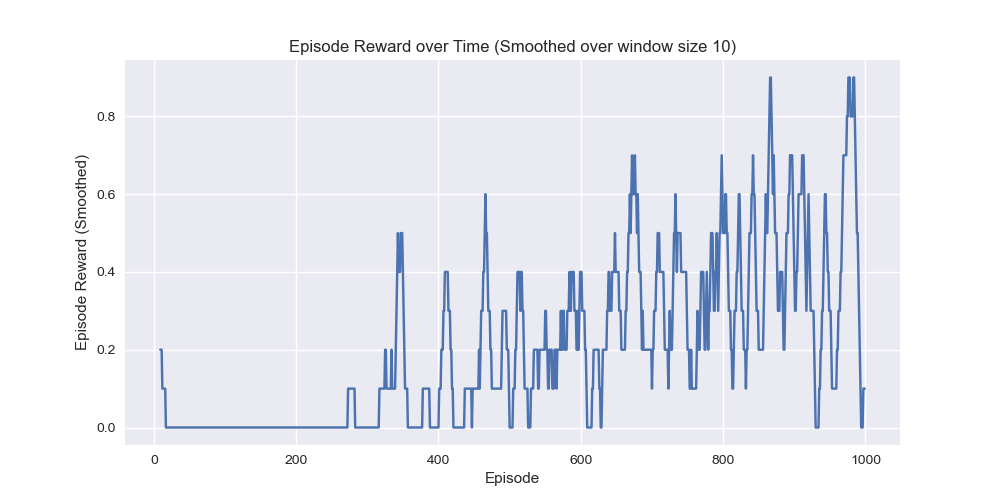 Episode Reward over Time (Smoothed over window size 10)
Episode Reward (Smoothed)
0.8
0.6
0.4
0.2
0.0
0 200 400 600 800 1000
Episode